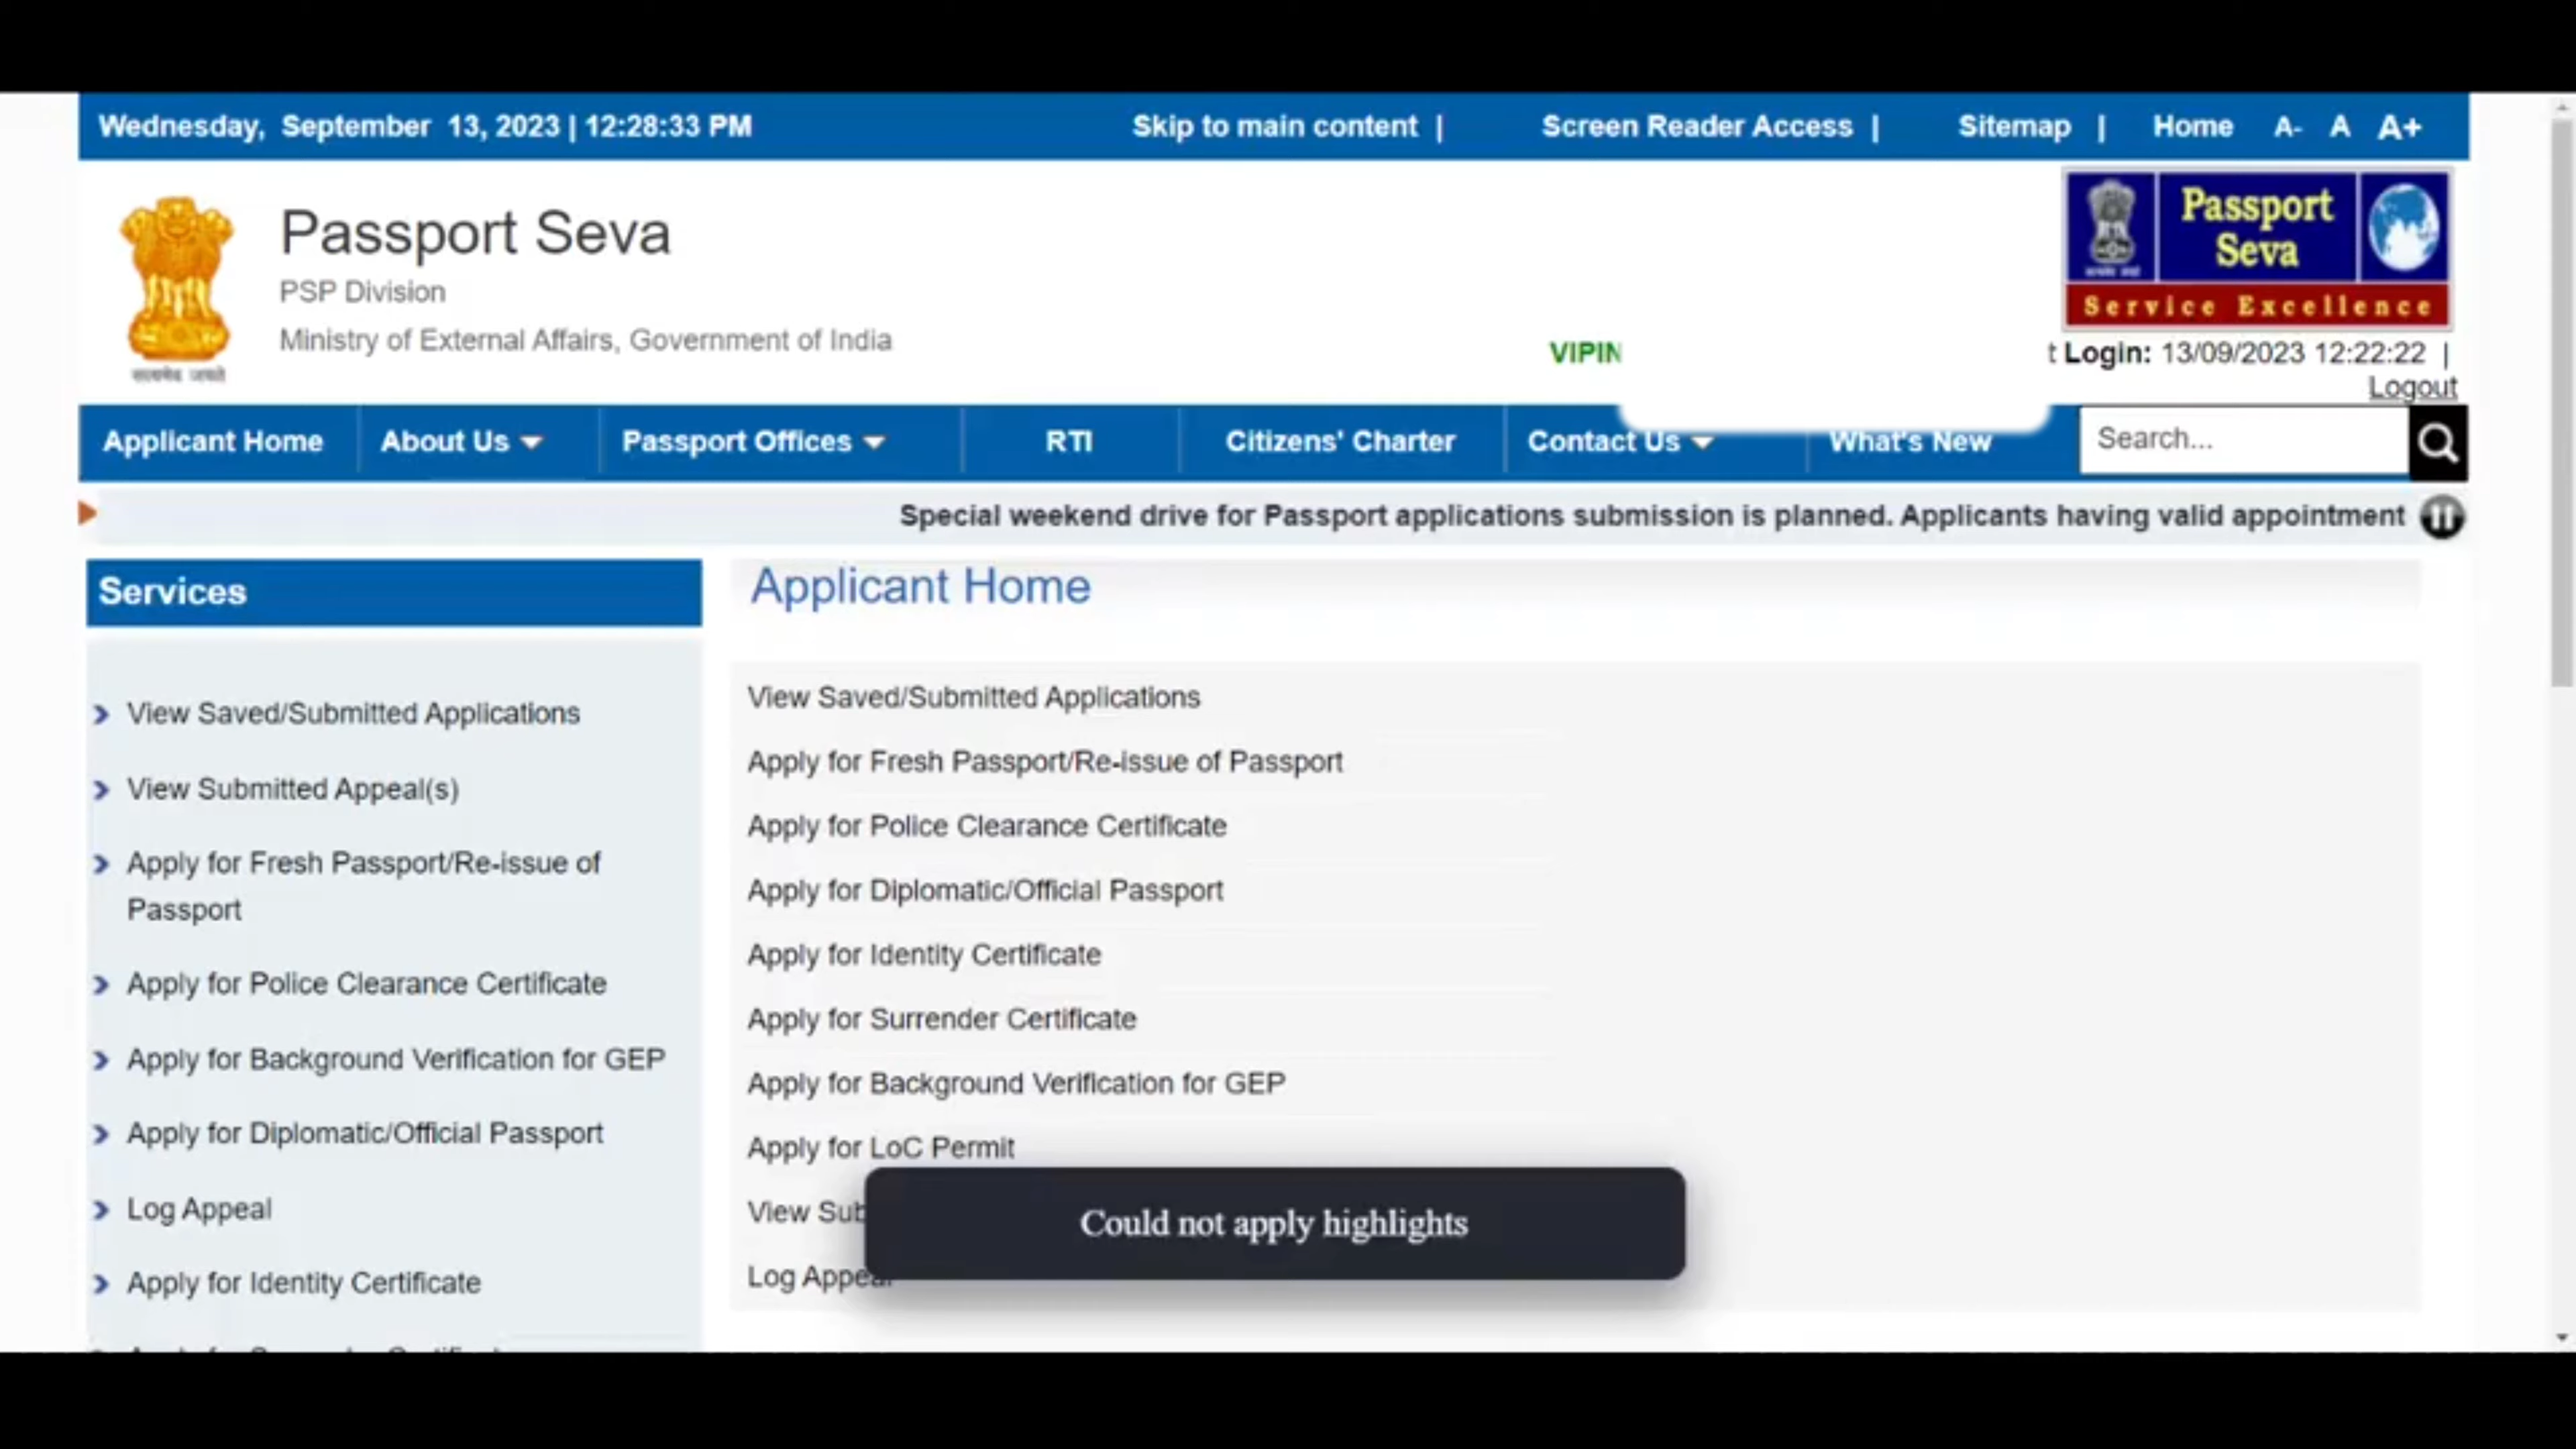 Wednesday, September 13, 2023 | 12:28:33 PM
Skip to main content |
Screen Reader Access |
Sitemap |
Home A- A A+
Passport Seva
PSP Division
Ministry of External Affairs, Government of India
सत्यमेव जयते
Passport
Seva
Service Excellence
VIPIN
t Login: 13/09/2023 12:22:22 |
Logout
Applicant Home
About Us
Passport Offices
RTI
Citizens' Charter
Contact Us
What's New
Search...
Special weekend drive for Passport applications submission is planned. Applicants having valid appointment
Services
View Saved/Submitted Applications
View Submitted Appeal(s)
Apply for Fresh Passport/Re-issue of
Passport
Apply for Police Clearance Certificate
Apply for Background Verification for GEP
Apply for Diplomatic/Official Passport
Log Appeal
Apply for Identity Certificate
Applicant Home
View Saved/Submitted Applications
Apply for Fresh Passport/Re-issue of Passport
Apply for Police Clearance Certificate
Apply for Diplomatic/Official Passport
Apply for Identity Certificate
Apply for Surrender Certificate
Apply for Background Verification for GEP
Apply for LoC Permit
View Sub
Log Appeal
Could not apply highlights